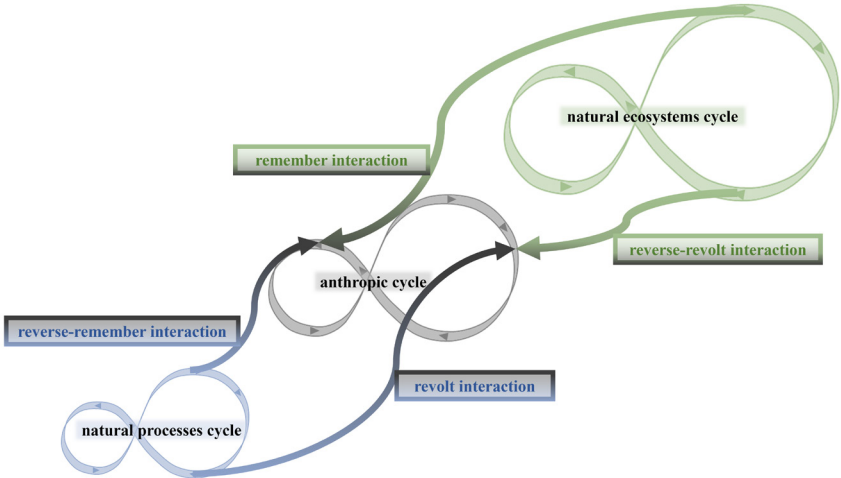 natural ecosystems cycle
remember interaction
reverse-revolt interaction
anthropic cycle
reverse-remember interaction
revolt interaction
natural processes cycle